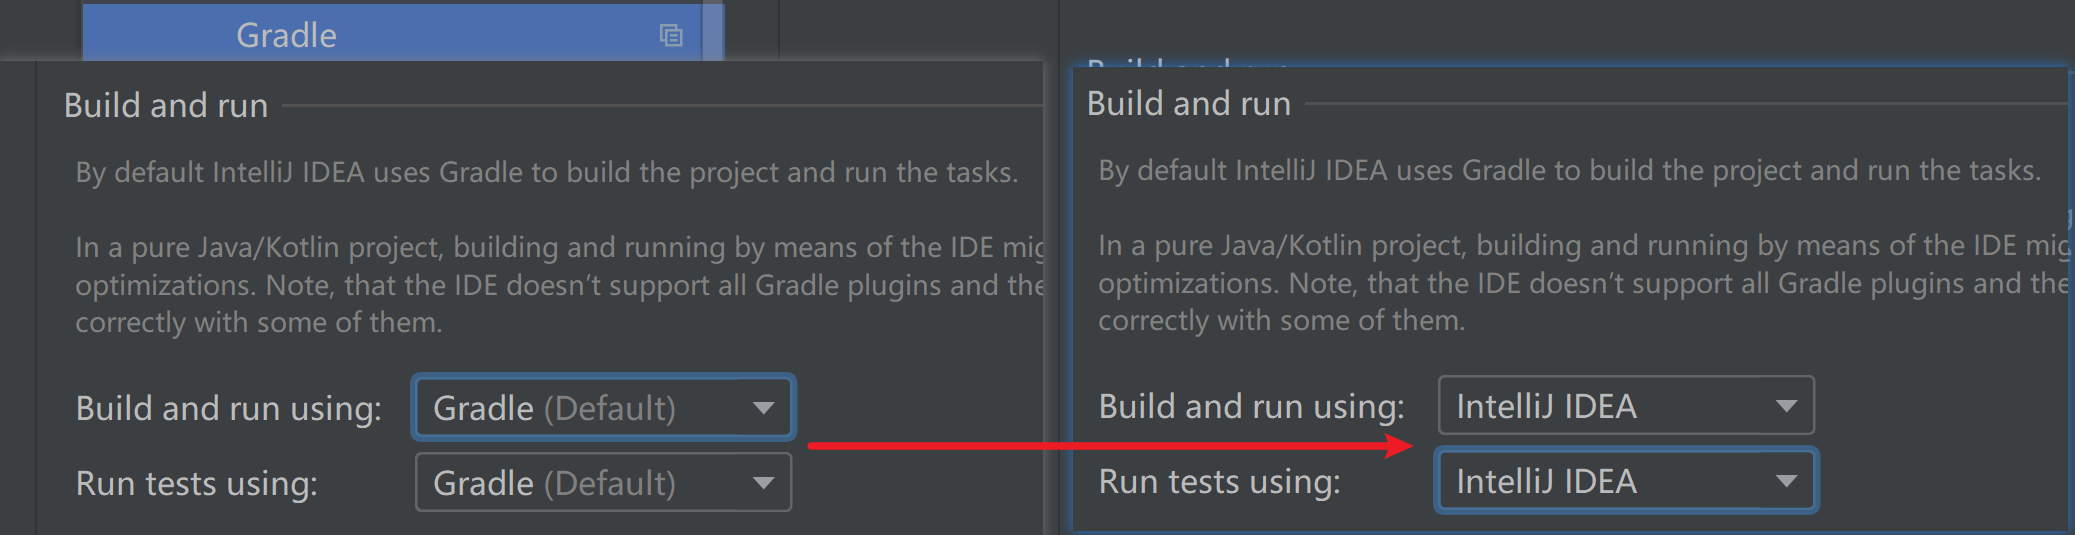 Gradle
Build and run
By default IntelliJ IDEA uses Gradle to build the project and run the tasks.
In a pure Java/Kotlin project, building and running by means of the IDE mig
optimizations. Note, that the IDE doesn't support all Gradle plugins and the
correctly with some of them.
Build and run using: Gradle (Default)
Run tests using: Gradle (Default)
Build and run
By default IntelliJ IDEA uses Gradle to build the project and run the tasks.
In a pure Java/Kotlin project, building and running by means of the IDE mig
optimizations. Note, that the IDE doesn't support all Gradle plugins and the
correctly with some of them.
Build and run using: IntelliJ IDEA
Run tests using: IntelliJ IDEA